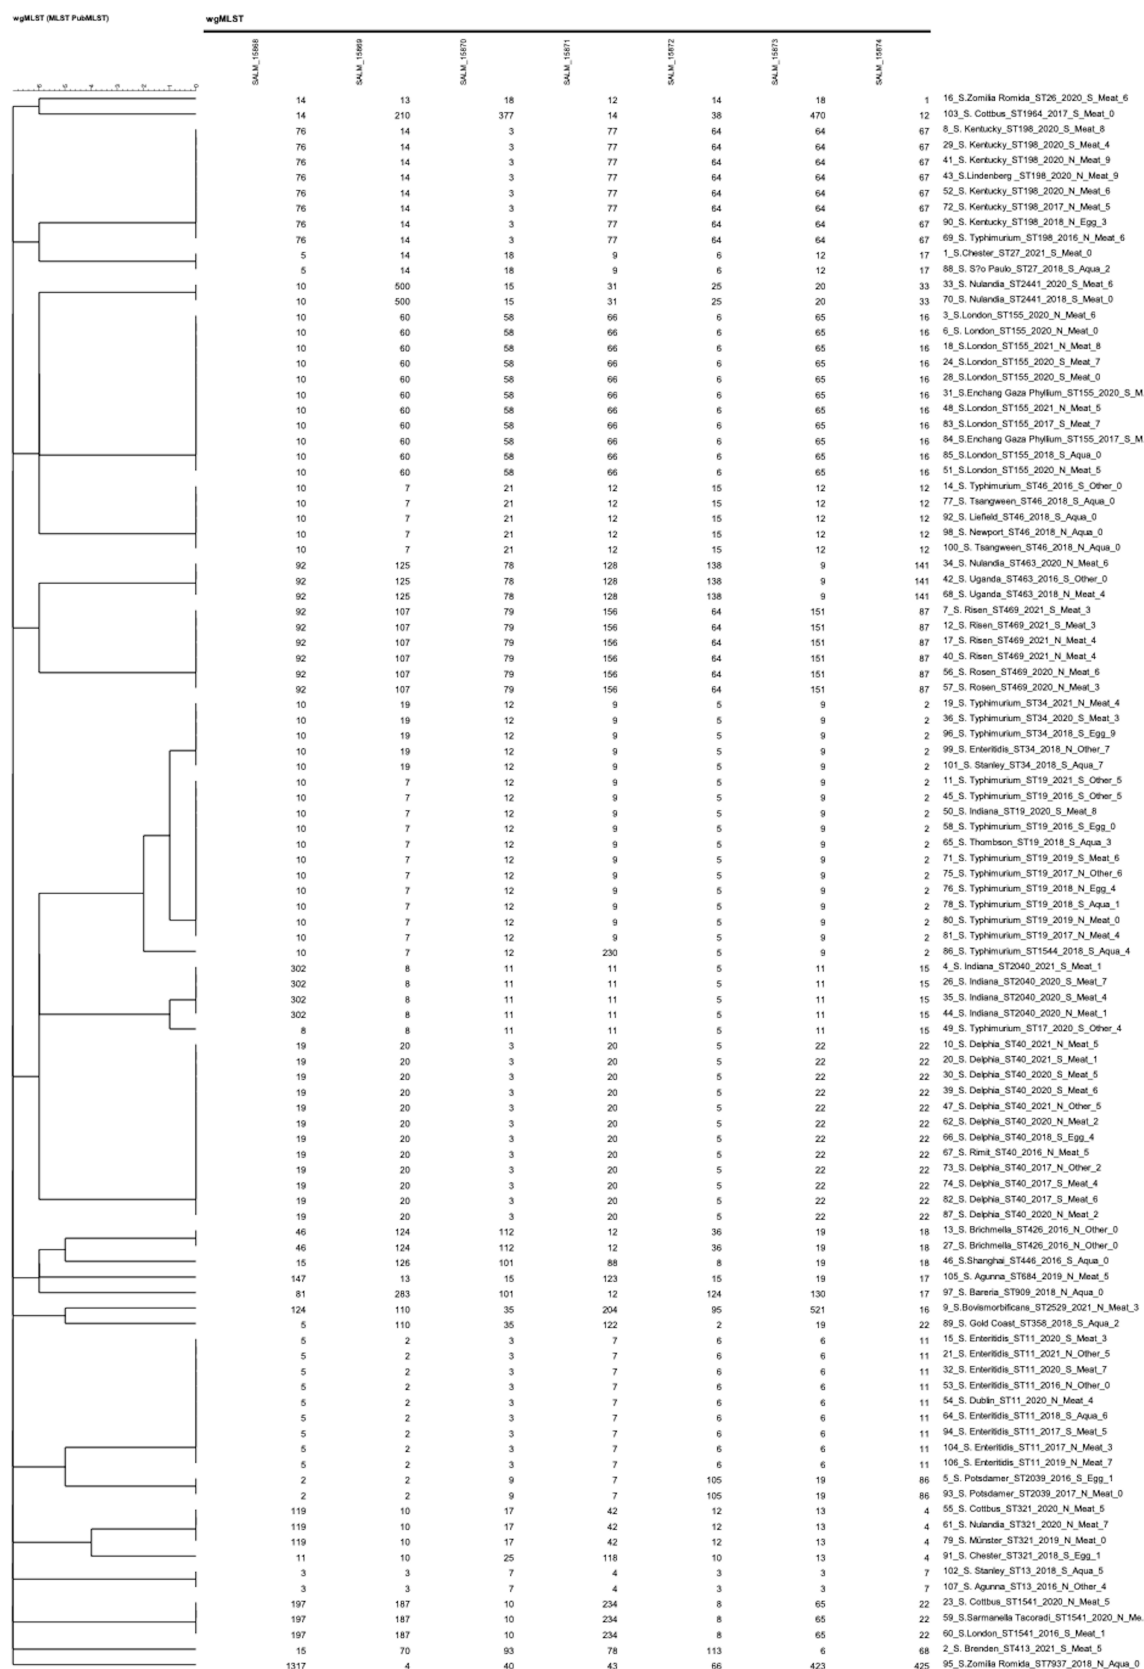 wgMLST (MLST PubMLST) wgMLST
SALM_15868 SALM_15869 SALM_15870 SALM_15871 SALM_15872 SALM_15873 SALM_15874
6 5 4 3 2 1 0
14 13 18 12 14 18 1 16_S.Zomilia Romida_ST26_2020_S_Meat_6
14 210 377 14 38 470 12 103_S. Cottbus_ST1964_2017_S_Meat_0
76 14 3 77 64 64 67 8_S. Kentucky_ST198_2020_S_Meat_8
76 14 3 77 64 64 67 29_S. Kentucky_ST198_2020_S_Meat_4
76 14 3 77 64 64 67 41_S. Kentucky_ST198_2020_N_Meat_9
76 14 3 77 64 64 67 43_S.Lindenberg _ST198_2020_N_Meat_9
76 14 3 77 64 64 67 52_S. Kentucky_ST198_2020_N_Meat_6
76 14 3 77 64 64 67 72_S. Kentucky_ST198_2017_N_Meat_5
76 14 3 77 64 64 67 90_S. Kentucky_ST198_2018_N_Egg_3
76 14 3 77 64 64 67 69_S. Typhimurium_ST198_2016_N_Meat_6
5 14 18 9 6 12 17 1_S.Chester_ST27_2021_S_Meat_0
5 14 18 9 6 12 17 88_S. S?o Paulo_ST27_2018_S_Aqua_2
10 500 15 31 25 20 33 33_S. Nulandia_ST2441_2020_S_Meat_6
10 500 15 31 25 20 33 70_S. Nulandia_ST2441_2018_S_Meat_0
10 60 58 66 6 65 16 3_S.London_ST155_2020_N_Meat_6
10 60 58 66 6 65 16 6_S. London_ST155_2020_N_Meat_0
10 60 58 66 6 65 16 18_S.London_ST155_2021_N_Meat_8
10 60 58 66 6 65 16 24_S.London_ST155_2020_S_Meat_7
10 60 58 66 6 65 16 28_S.London_ST155_2020_S_Meat_0
10 60 58 66 6 65 16 31_S.Enchang Gaza Phyllium_ST155_2020_S_M
10 60 58 66 6 65 16 48_S.London_ST155_2021_N_Meat_5
10 60 58 66 6 65 16 83_S.London_ST155_2017_S_Meat_7
10 60 58 66 6 65 16 84_S.Enchang Gaza Phyllium_ST155_2017_S_M
10 60 58 66 6 65 16 85_S.London_ST155_2018_S_Aqua_0
10 60 58 66 6 65 16 51_S.London_ST155_2020_N_Meat_5
10 7 21 12 15 12 12 14_S. Typhimurium_ST46_2016_S_Other_0
10 7 21 12 15 12 12 77_S. Tsangween_ST46_2018_S_Aqua_0
10 7 21 12 15 12 12 92_S. Liefield_ST46_2018_S_Aqua_0
10 7 21 12 15 12 12 98_S. Newport_ST46_2018_N_Aqua_0
10 7 21 12 15 12 12 100_S. Tsangween_ST46_2018_N_Aqua_0
92 125 78 128 138 9 141 34_S. Nulandia_ST463_2020_N_Meat_6
92 125 78 128 138 9 141 42_S. Uganda_ST463_2016_S_Other_0
92 125 78 128 138 9 141 68_S. Uganda_ST463_2018_N_Meat_4
92 107 79 156 64 151 87 7_S. Risen_ST469_2021_S_Meat_3
92 107 79 156 64 151 87 12_S. Risen_ST469_2021_S_Meat_3
92 107 79 156 64 151 87 17_S. Risen_ST469_2021_N_Meat_4
92 107 79 156 64 151 87 40_S. Risen_ST469_2021_N_Meat_4
92 107 79 156 64 151 87 56_S. Rosen_ST469_2020_N_Meat_6
92 107 79 156 64 151 87 57_S. Rosen_ST469_2020_N_Meat_3
10 19 12 9 5 9 2 19_S. Typhimurium_ST34_2021_N_Meat_4
10 19 12 9 5 9 2 36_S. Typhimurium_ST34_2020_S_Meat_3
10 19 12 9 5 9 2 96_S. Typhimurium_ST34_2018_S_Egg_9
10 19 12 9 5 9 2 99_S. Enteritidis_ST34_2018_N_Other_7
10 19 12 9 5 9 2 101_S. Stanley_ST34_2018_S_Aqua_7
10 7 12 9 5 9 2 11_S. Typhimurium_ST19_2021_S_Other_5
10 7 12 9 5 9 2 45_S. Typhimurium_ST19_2016_S_Other_5
10 7 12 9 5 9 2 50_S. Indiana_ST19_2020_S_Meat_8
10 7 12 9 5 9 2 58_S. Typhimurium_ST19_2016_S_Egg_0
10 7 12 9 5 9 2 65_S. Thombson_ST19_2018_S_Aqua_3
10 7 12 9 5 9 2 71_S. Typhimurium_ST19_2019_S_Meat_6
10 7 12 9 5 9 2 75_S. Typhimurium_ST19_2017_N_Other_6
10 7 12 9 5 9 2 76_S. Typhimurium_ST19_2018_N_Egg_4
10 7 12 9 5 9 2 78_S. Typhimurium_ST19_2018_S_Aqua_1
10 7 12 9 5 9 2 80_S. Typhimurium_ST19_2019_N_Meat_0
10 7 12 9 5 9 2 81_S. Typhimurium_ST19_2017_N_Meat_4
10 7 12 230 5 9 2 86_S. Typhimurium_ST1544_2018_S_Aqua_4
302 8 11 11 5 11 15 4_S. Indiana_ST2040_2021_S_Meat_1
302 8 11 11 5 11 15 26_S. Indiana_ST2040_2020_S_Meat_7
302 8 11 11 5 11 15 35_S. Indiana_ST2040_2020_S_Meat_4
302 8 11 11 5 11 15 44_S. Indiana_ST2040_2020_N_Meat_1
8 8 11 11 5 11 15 49_S. Typhimurium_ST17_2020_S_Other_4
19 20 3 20 5 22 22 10_S. Delphia_ST40_2021_N_Meat_5
19 20 3 20 5 22 22 20_S. Delphia_ST40_2021_S_Meat_1
19 20 3 20 5 22 22 30_S. Delphia_ST40_2020_S_Meat_5
19 20 3 20 5 22 22 39_S. Delphia_ST40_2020_S_Meat_6
19 20 3 20 5 22 22 47_S. Delphia_ST40_2021_N_Other_5
19 20 3 20 5 22 22 62_S. Delphia_ST40_2020_N_Meat_2
19 20 3 20 5 22 22 66_S. Delphia_ST40_2018_S_Egg_4
19 20 3 20 5 22 22 67_S. Rimit_ST40_2016_N_Meat_5
19 20 3 20 5 22 22 73_S. Delphia_ST40_2017_N_Other_2
19 20 3 20 5 22 22 74_S. Delphia_ST40_2017_S_Meat_4
19 20 3 20 5 22 22 82_S. Delphia_ST40_2017_S_Meat_6
19 20 3 20 5 22 22 87_S. Delphia_ST40_2020_N_Meat_2
46 124 112 12 36 19 18 13_S. Brichmella_ST426_2016_N_Other_0
46 124 112 12 36 19 18 27_S. Brichmella_ST426_2016_N_Other_0
15 126 101 88 8 19 18 46_S.Shanghai_ST446_2016_S_Aqua_0
147 13 15 123 15 19 17 105_S. Agunna_ST684_2019_N_Meat_5
81 283 101 12 124 130 17 97_S. Bareria_ST909_2018_N_Aqua_0
124 110 35 204 95 521 16 9_S.Bovismorbificans_ST2529_2021_N_Meat_3
5 110 35 122 2 19 22 89_S. Gold Coast_ST358_2018_S_Aqua_2
5 2 3 7 6 6 11 15_S. Enteritidis_ST11_2020_S_Meat_3
5 2 3 7 6 6 11 21_S. Enteritidis_ST11_2021_N_Other_5
5 2 3 7 6 6 11 32_S. Enteritidis_ST11_2020_S_Meat_7
5 2 3 7 6 6 11 53_S. Enteritidis_ST11_2016_N_Other_0
5 2 3 7 6 6 11 54_S. Dublin_ST11_2020_N_Meat_4
5 2 3 7 6 6 11 64_S. Enteritidis_ST11_2018_S_Aqua_6
5 2 3 7 6 6 11 94_S. Enteritidis_ST11_2017_S_Meat_5
5 2 3 7 6 6 11 104_S. Enteritidis_ST11_2017_N_Meat_3
5 2 3 7 6 6 11 106_S. Enteritidis_ST11_2019_N_Meat_7
2 2 9 7 105 19 86 5_S. Potsdamer_ST2039_2016_S_Egg_1
2 2 9 7 105 19 86 93_S. Potsdamer_ST2039_2017_N_Meat_0
119 10 17 42 12 13 4 55_S. Cottbus_ST321_2020_N_Meat_5
119 10 17 42 12 13 4 61_S. Nulandia_ST321_2020_N_Meat_7
119 10 17 42 12 13 4 79_S. Münster_ST321_2019_N_Meat_0
11 10 25 118 10 13 4 91_S. Chester_ST321_2018_S_Egg_1
3 3 7 4 3 3 7 102_S. Stanley_ST13_2018_S_Aqua_5
3 3 7 4 3 3 7 107_S. Agunna_ST13_2016_N_Other_4
197 187 10 234 8 65 22 23_S. Cottbus_ST1541_2020_N_Meat_5
197 187 10 234 8 65 22 59_S.Sarmanella Tacoradi_ST1541_2020_N_Me.
197 187 10 234 8 65 22 60_S.London_ST1541_2016_S_Meat_1
15 70 93 78 113 6 68 2_S. Brenden_ST413_2021_S_Meat_5
1317 4 40 43 66 423 425 95_S.Zomilia Romida_ST7937_2018_N_Aqua_0